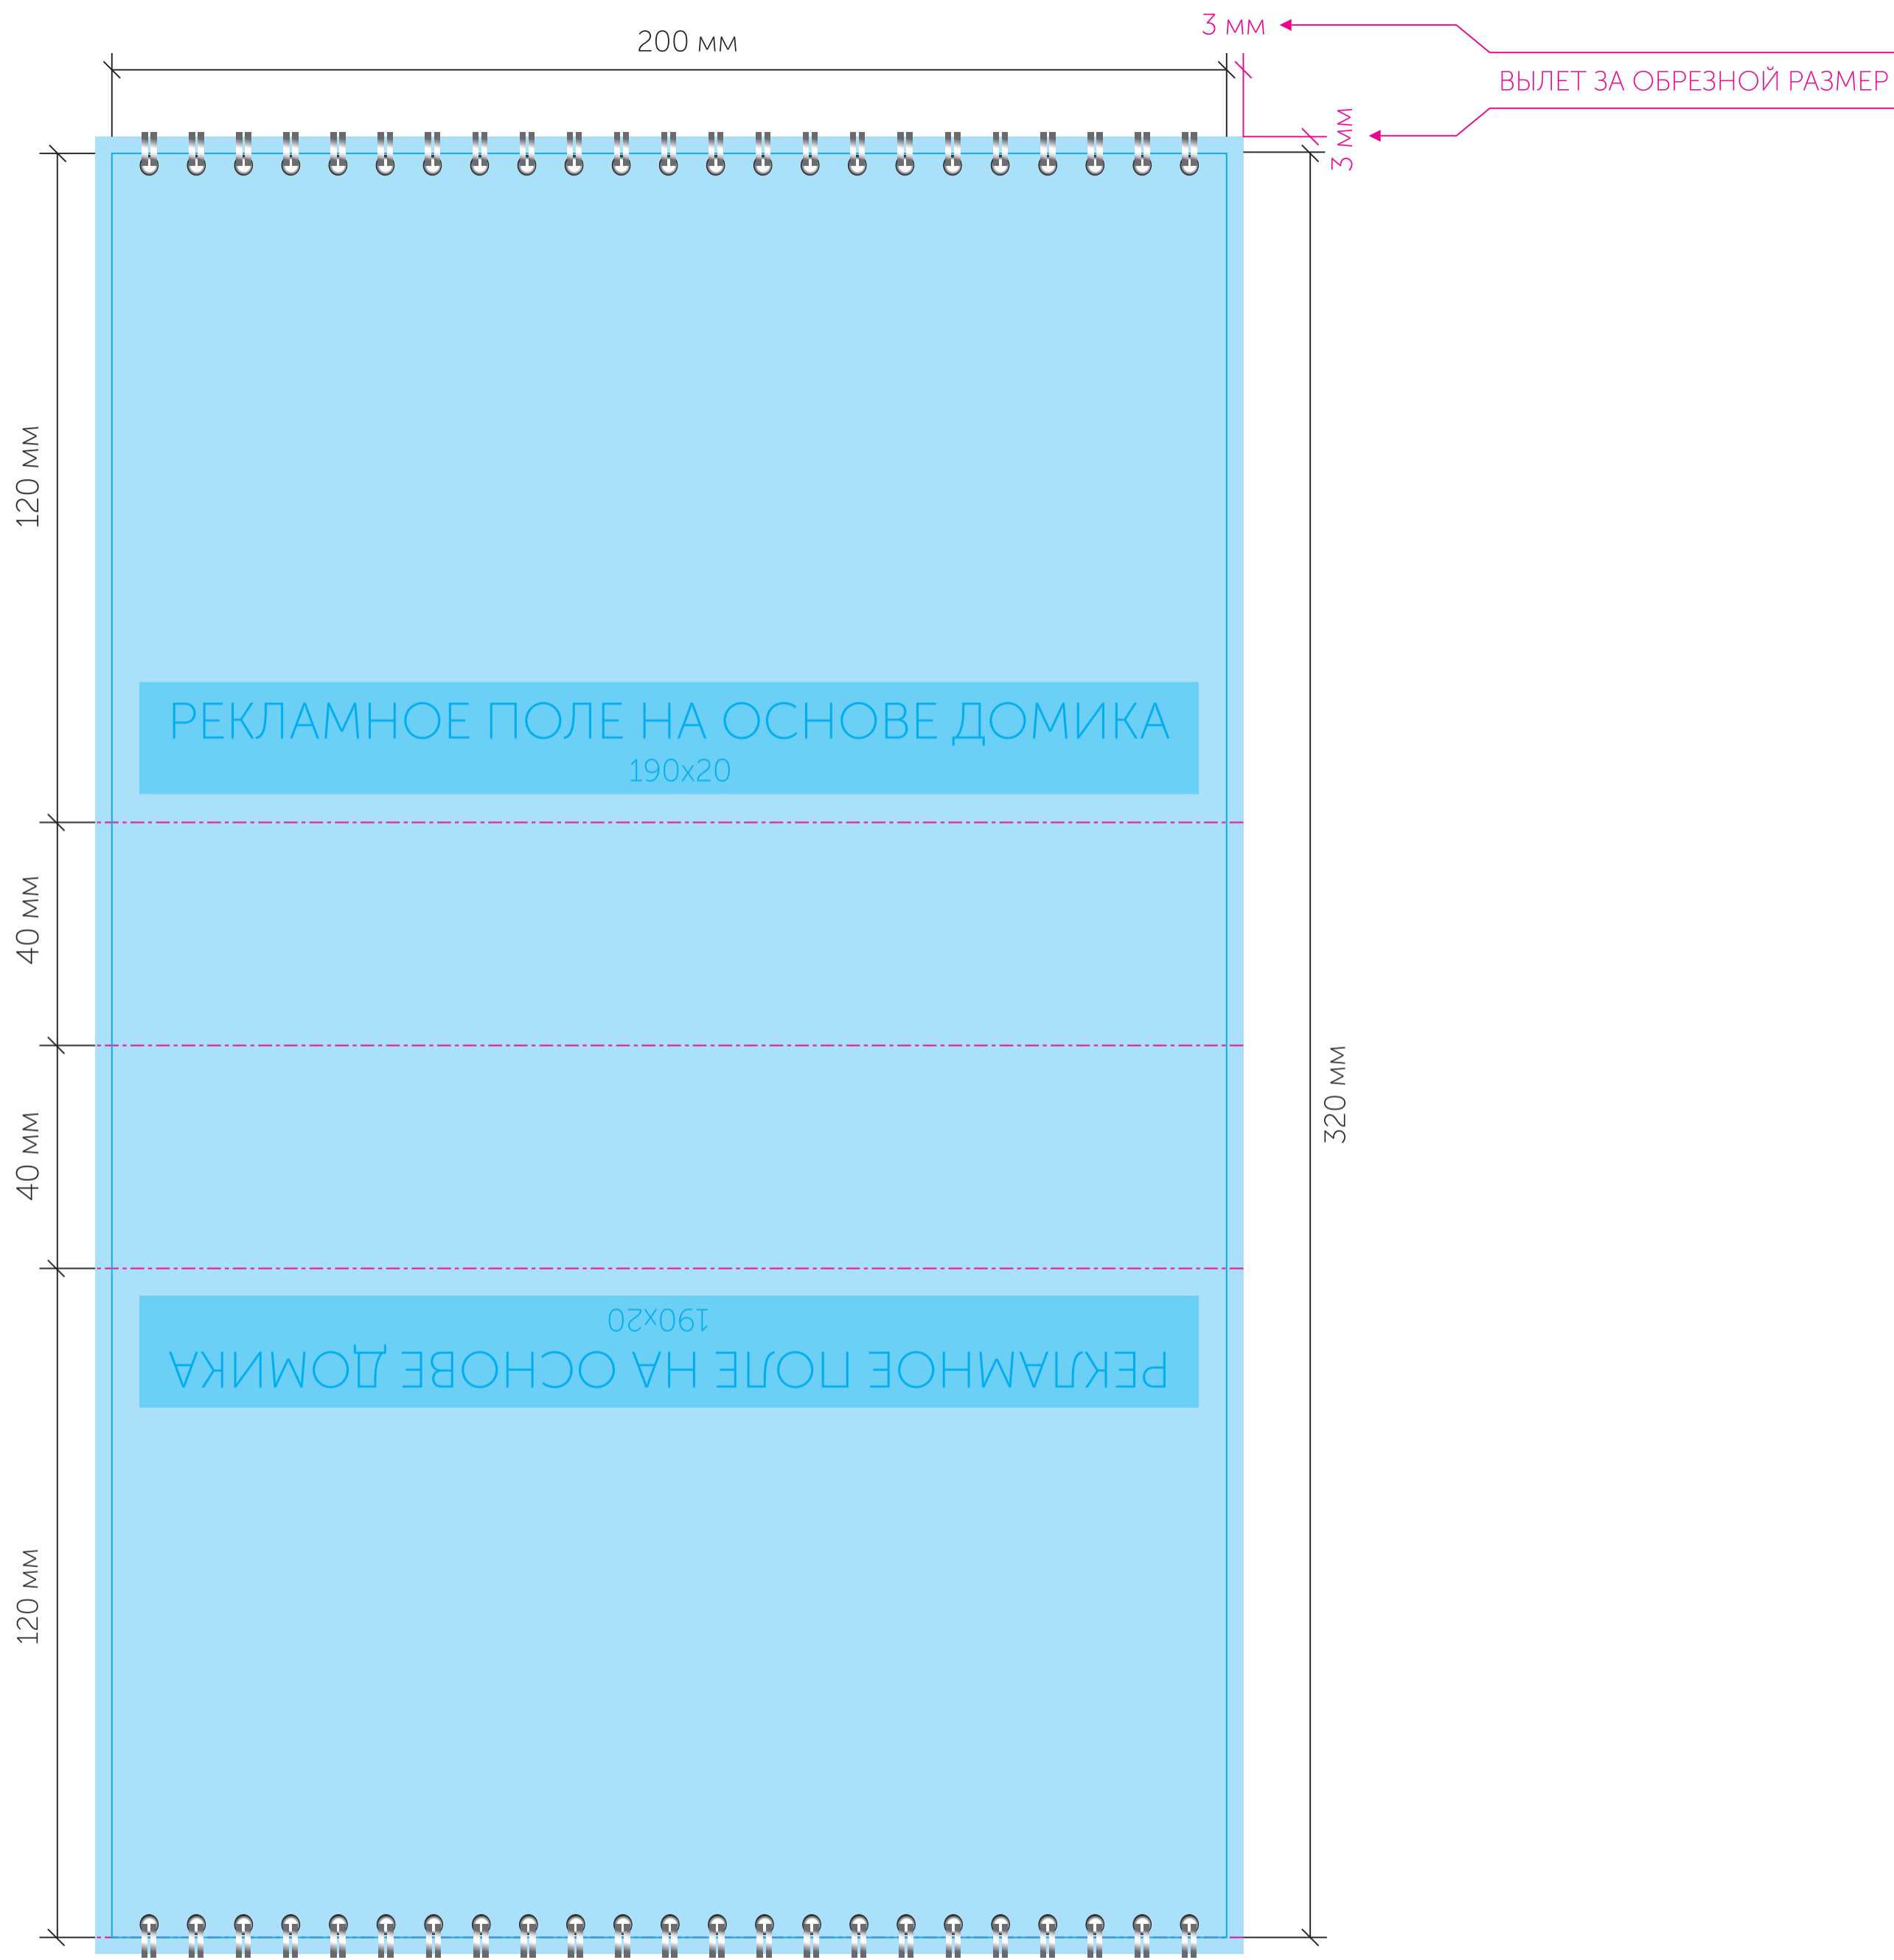 200 мм
3 мм
ВЫЛЕТ ЗА ОБРЕЗНОЙ РАЗМЕР
3 мм
120 мм
РЕКЛАМНОЕ ПОЛЕ НА ОСНОВЕ ДОМИКА
190х20
40 мм
320 мм
40 мм
190х20
РЕКЛАМНОЕ ПОЛЕ НА ОСНОВЕ ДОМИКА
120 мм